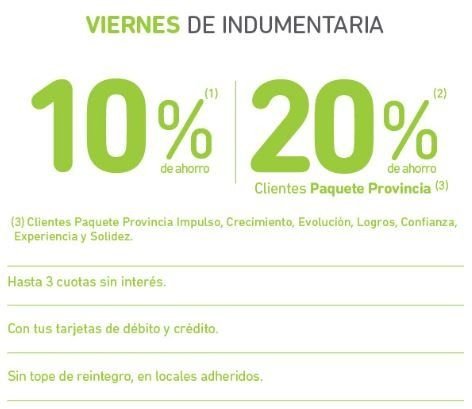 VIERNES DE INDUMENTARIA
10% (1)
de ahorro
20% (2)
de ahorro
Clientes Paquete Provincia (3)
(3) Clientes Paquete Provincia Impulso, Crecimiento, Evolución, Logros, Confianza,
Experiencia y Solidez.
Hasta 3 cuotas sin interés.
Con tus tarjetas de débito y crédito.
Sin tope de reintegro, en locales adheridos.